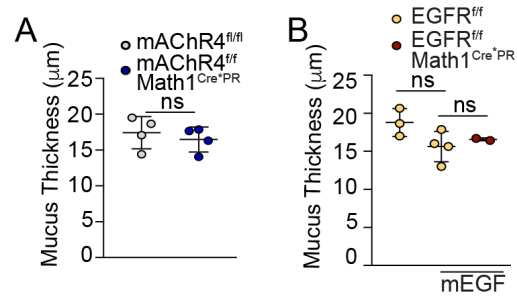 A
mAChR4fl/fl
mAChR4f/f
Math1Cre*PR
Mucus Thickness (μm)
25
20
15
10
5
0
ns
B
EGFRf/f
EGFRf/f
Math1Cre*PR
Mucus Thickness (μm)
25
20
15
10
5
0
ns
ns
mEGF